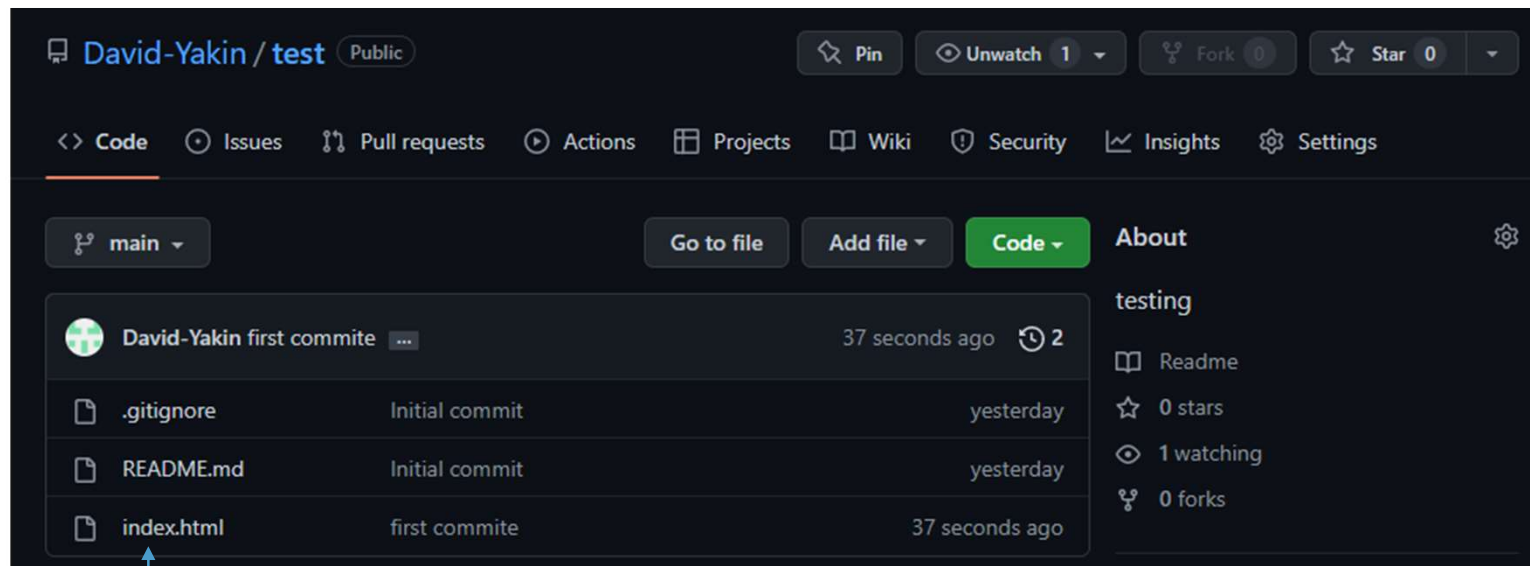 David-Yakin / test Public Pin Unwatch 1 Fork 0 Star 0
Code Issues Pull requests Actions Projects Wiki Security Insights Settings
main Go to file Add file Code
David-Yakin first commite ... 37 seconds ago 2
.gitignore Initial commit yesterday
README.md Initial commit yesterday
index.html first commite 37 seconds ago
About
testing
Readme
0 stars
1 watching
0 forks